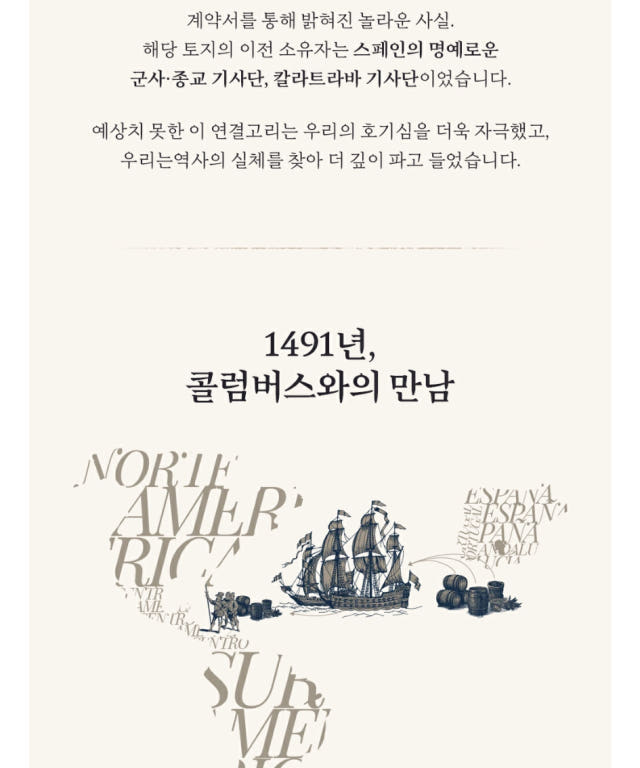 계약서를 통해 밝혀진 놀라운 사실.
해당 토지의 이전 소유자는 스페인의 명예로운
군사·종교 기사단, 칼라트라바 기사단이었습니다.
예상치 못한 이 연결고리는 우리의 호기심을 더욱 자극했고,
우리는역사의 실체를 찾아 더 깊이 파고 들었습니다.
1491년,
콜럼버스와의 만남
NORTE
AMER
RICA
ESPAÑA
ESPAÑA
PAÑA
SUR
AME